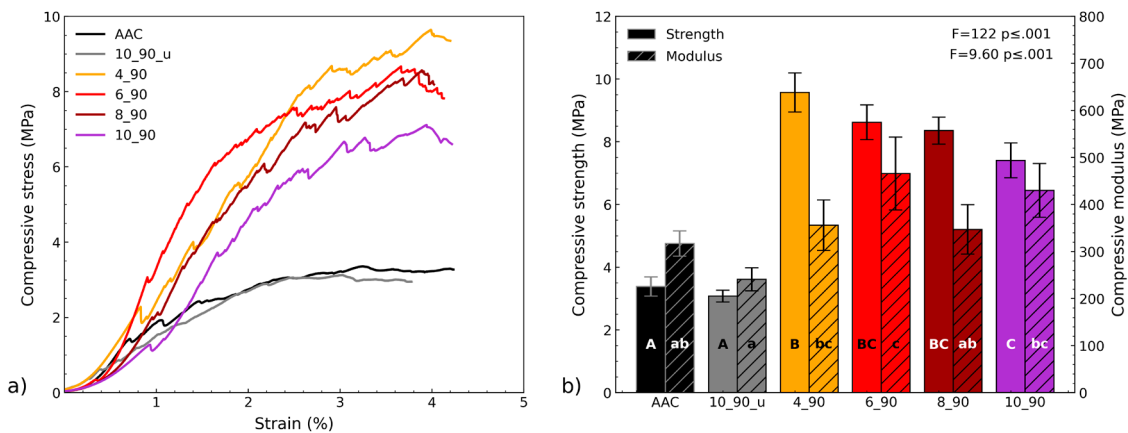 a)
Compressive stress (MPa)
10
8
6
4
2
0
AAC
10_90_u
4_90
6_90
8_90
10_90
1
2
3
4
5
Strain (%)
b)
Compressive strength (MPa)
12
10
8
6
4
2
0
Strength
Modulus
F=122 p≤.001
F=9.60 p≤.001
A ab A a B bc BC c BC ab C bc
AAC 10_90_u 4_90 6_90 8_90 10_90
800
700
600
500
400
300
200
100
0
Compressive modulus (MPa)